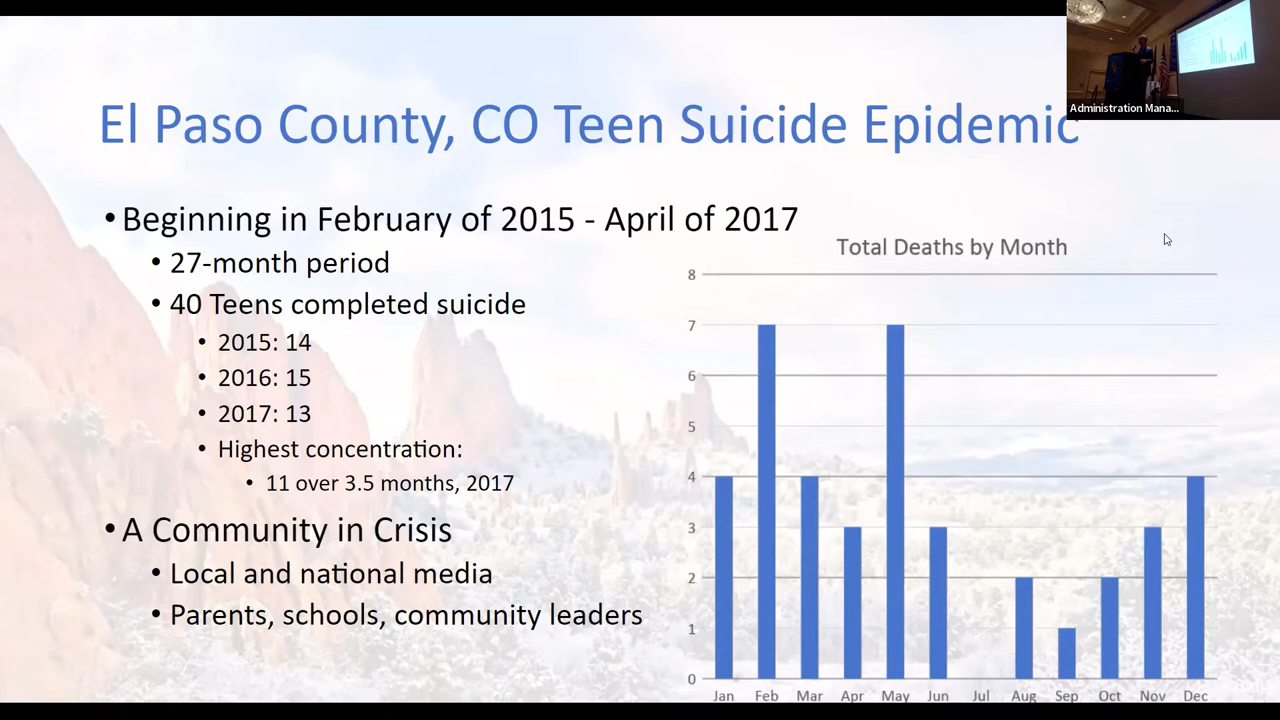 Administration Mana...
El Paso County, CO Teen Suicide Epidemic
• Beginning in February of 2015 - April of 2017
• 27-month period
• 40 Teens completed suicide
• 2015: 14
• 2016: 15
• 2017: 13
• Highest concentration:
• 11 over 3.5 months, 2017
• A Community in Crisis
• Local and national media
• Parents, schools, community leaders
Total Deaths by Month
8
7
6
5
4
3
2
1
0
Jan Feb Mar Apr May Jun Jul Aug Sep Oct Nov Dec